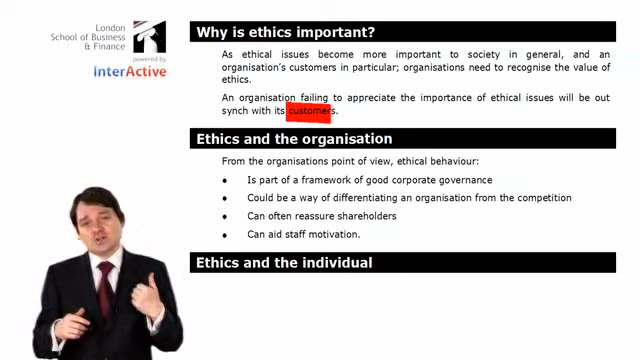 London
School of Business
& Finance
powered by
InterActive
Why is ethics important?
As ethical issues become more important to society in general, and an
organisation's customers in particular; organisations need to recognise the value of
ethics.
An organisation failing to appreciate the importance of ethical issues will be out
synch with its customers.
Ethics and the organisation
From the organisations point of view, ethical behaviour:
● Is part of a framework of good corporate governance
● Could be a way of differentiating an organisation from the competition
● Can often reassure shareholders
● Can aid staff motivation.
Ethics and the individual